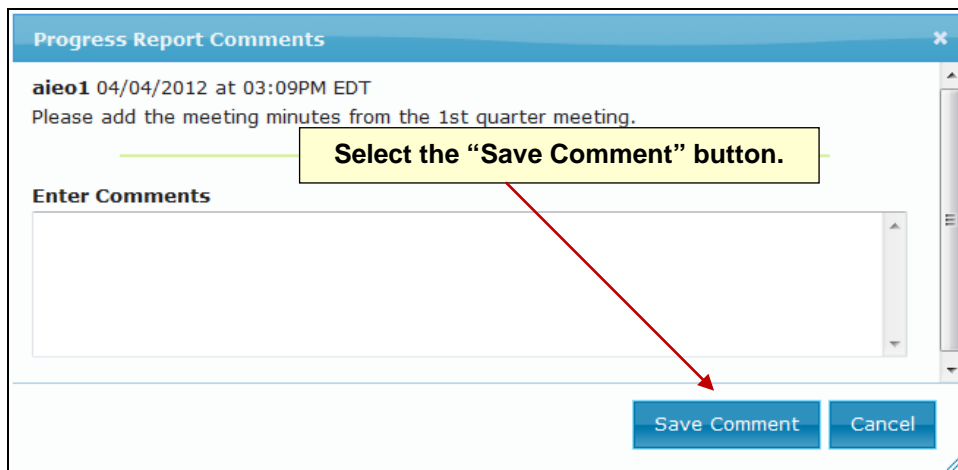 Progress Report Comments
aieo1 04/04/2012 at 03:09PM EDT
Please add the meeting minutes from the 1st quarter meeting.
Select the “Save Comment” button.
Enter Comments
Save Comment
Cancel